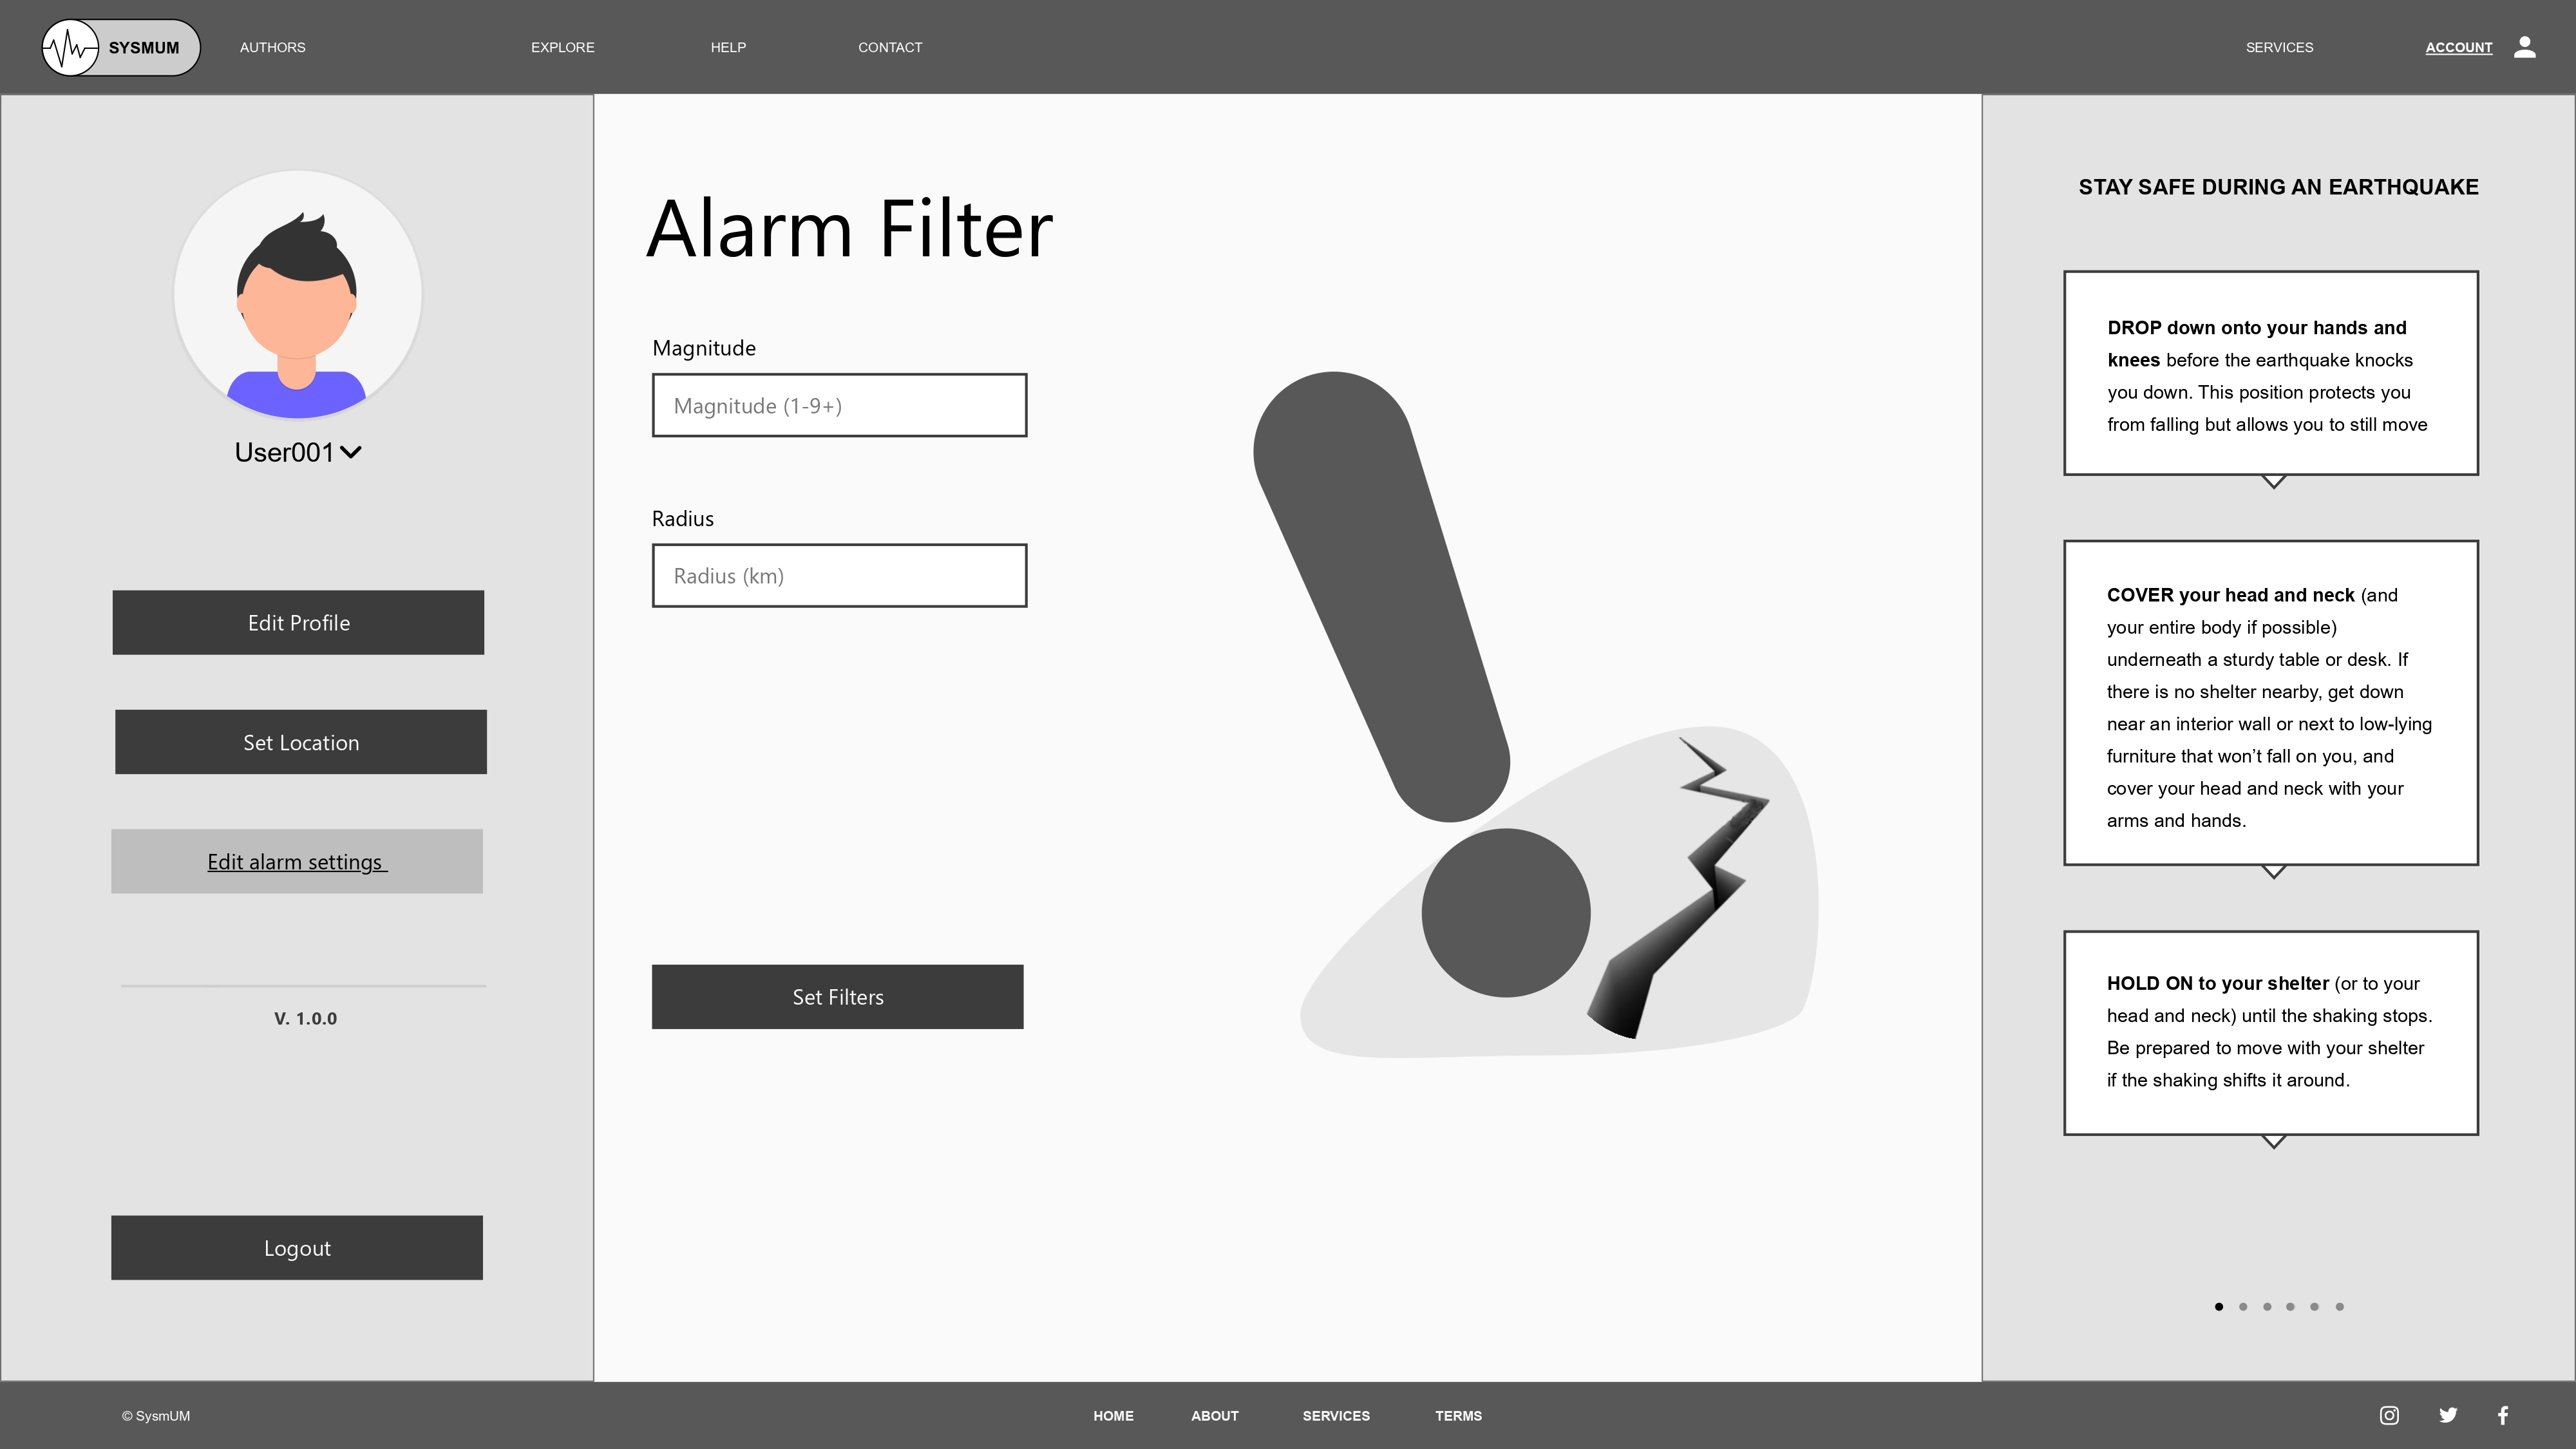 SYSMUM
AUTHORS
EXPLORE
HELP
CONTACT
SERVICES
ACCOUNT
User001
Edit Profile
Set Location
Edit alarm settings
V. 1.0.0
Logout
Alarm Filter
Magnitude
Magnitude (1-9+)
Radius
Radius (km)
Set Filters
STAY SAFE DURING AN EARTHQUAKE
DROP down onto your hands and
knees before the earthquake knocks
you down. This position protects you
from falling but allows you to still move
COVER your head and neck (and
your entire body if possible)
underneath a sturdy table or desk. If
there is no shelter nearby, get down
near an interior wall or next to low-lying
furniture that won’t fall on you, and
cover your head and neck with your
arms and hands.
HOLD ON to your shelter (or to your
head and neck) until the shaking stops.
Be prepared to move with your shelter
if the shaking shifts it around.
© SysmUM
HOME
ABOUT
SERVICES
TERMS